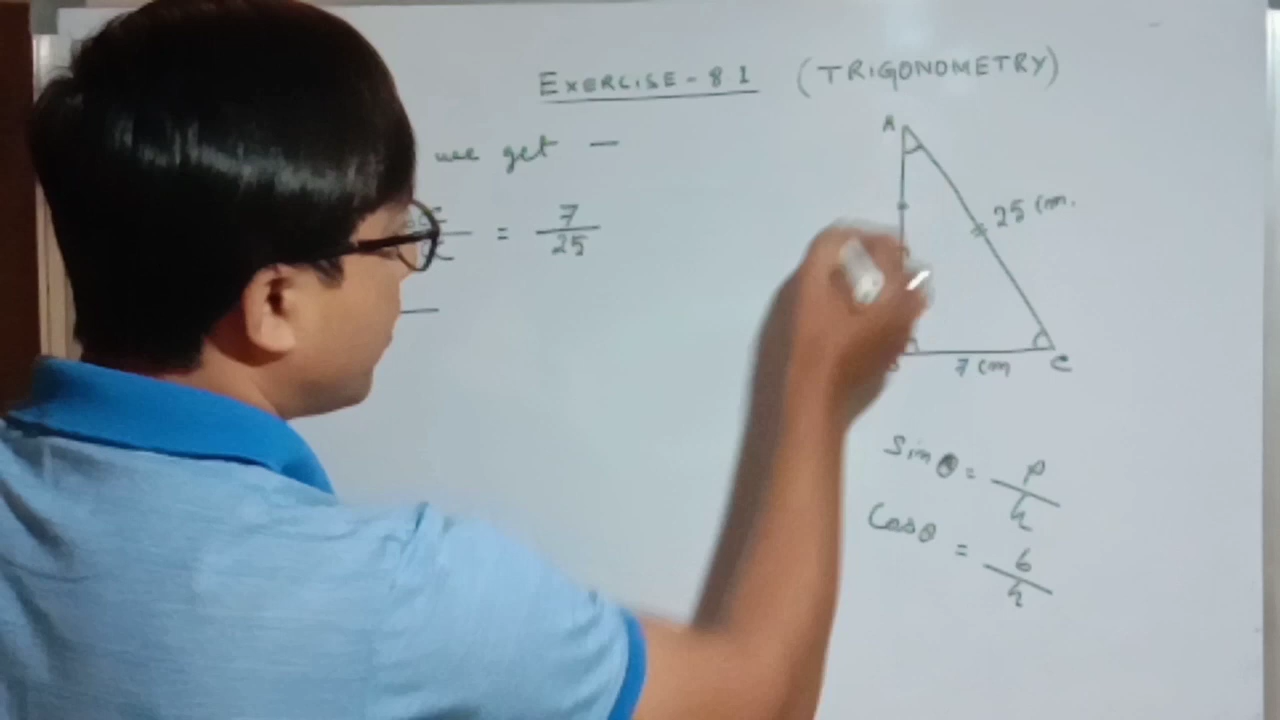 EXERCISE - 8.1 (TRIGONOMETRY)
we get —
= 7/25
A
25 cm.
7 cm
C
Sin θ = p/h
Cos θ = b/h